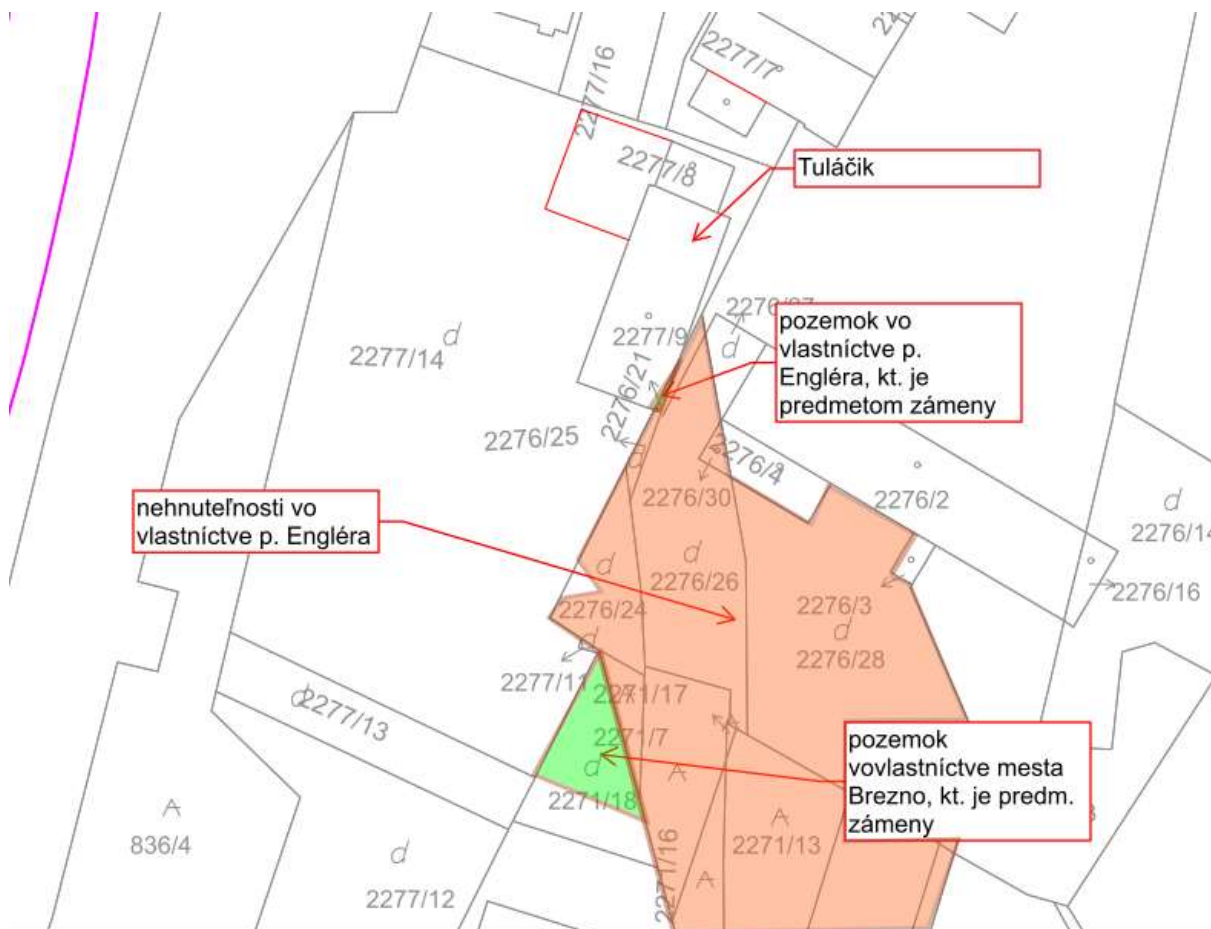 2277/16
2277/7
2277/8
Tuláčik
2277/9
2276/21
pozemok vo
vlastníctve p.
Engléra, kt. je
predmetom zámeny
2277/14
2276/25
2276/4
2276/30
2276/2
2276/14
nehnuteľnosti vo
vlastníctve p. Engléra
2276/26
2276/16
2276/24
2276/3
2276/28
2277/11
2271/17
2277/13
2271/7
pozemok
vovlastníctve mesta
Brezno, kt. je predm.
zámeny
2271/18
836/4
2271/13
2271/16
2277/12